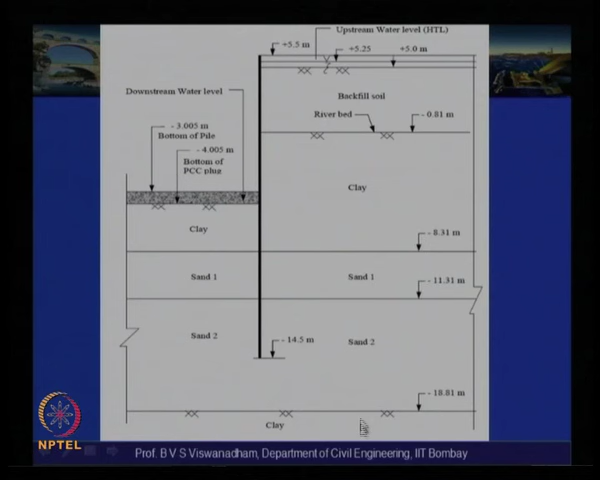 Upstream Water level (HTL)
+5.5 m
+5.25
+5.0 m
Downstream Water level
Backfill soil
River bed
- 0.81 m
- 3.005 m
Bottom of Pile
- 4.005 m
Bottom of
PCC plug
Clay
Clay
- 8.31 m
Sand 1
Sand 1
- 11.31 m
Sand 2
Sand 2
- 14.5 m
- 18.81 m
Clay
NPTEL
Prof. B V S Viswanadham, Department of Civil Engineering, IIT Bombay